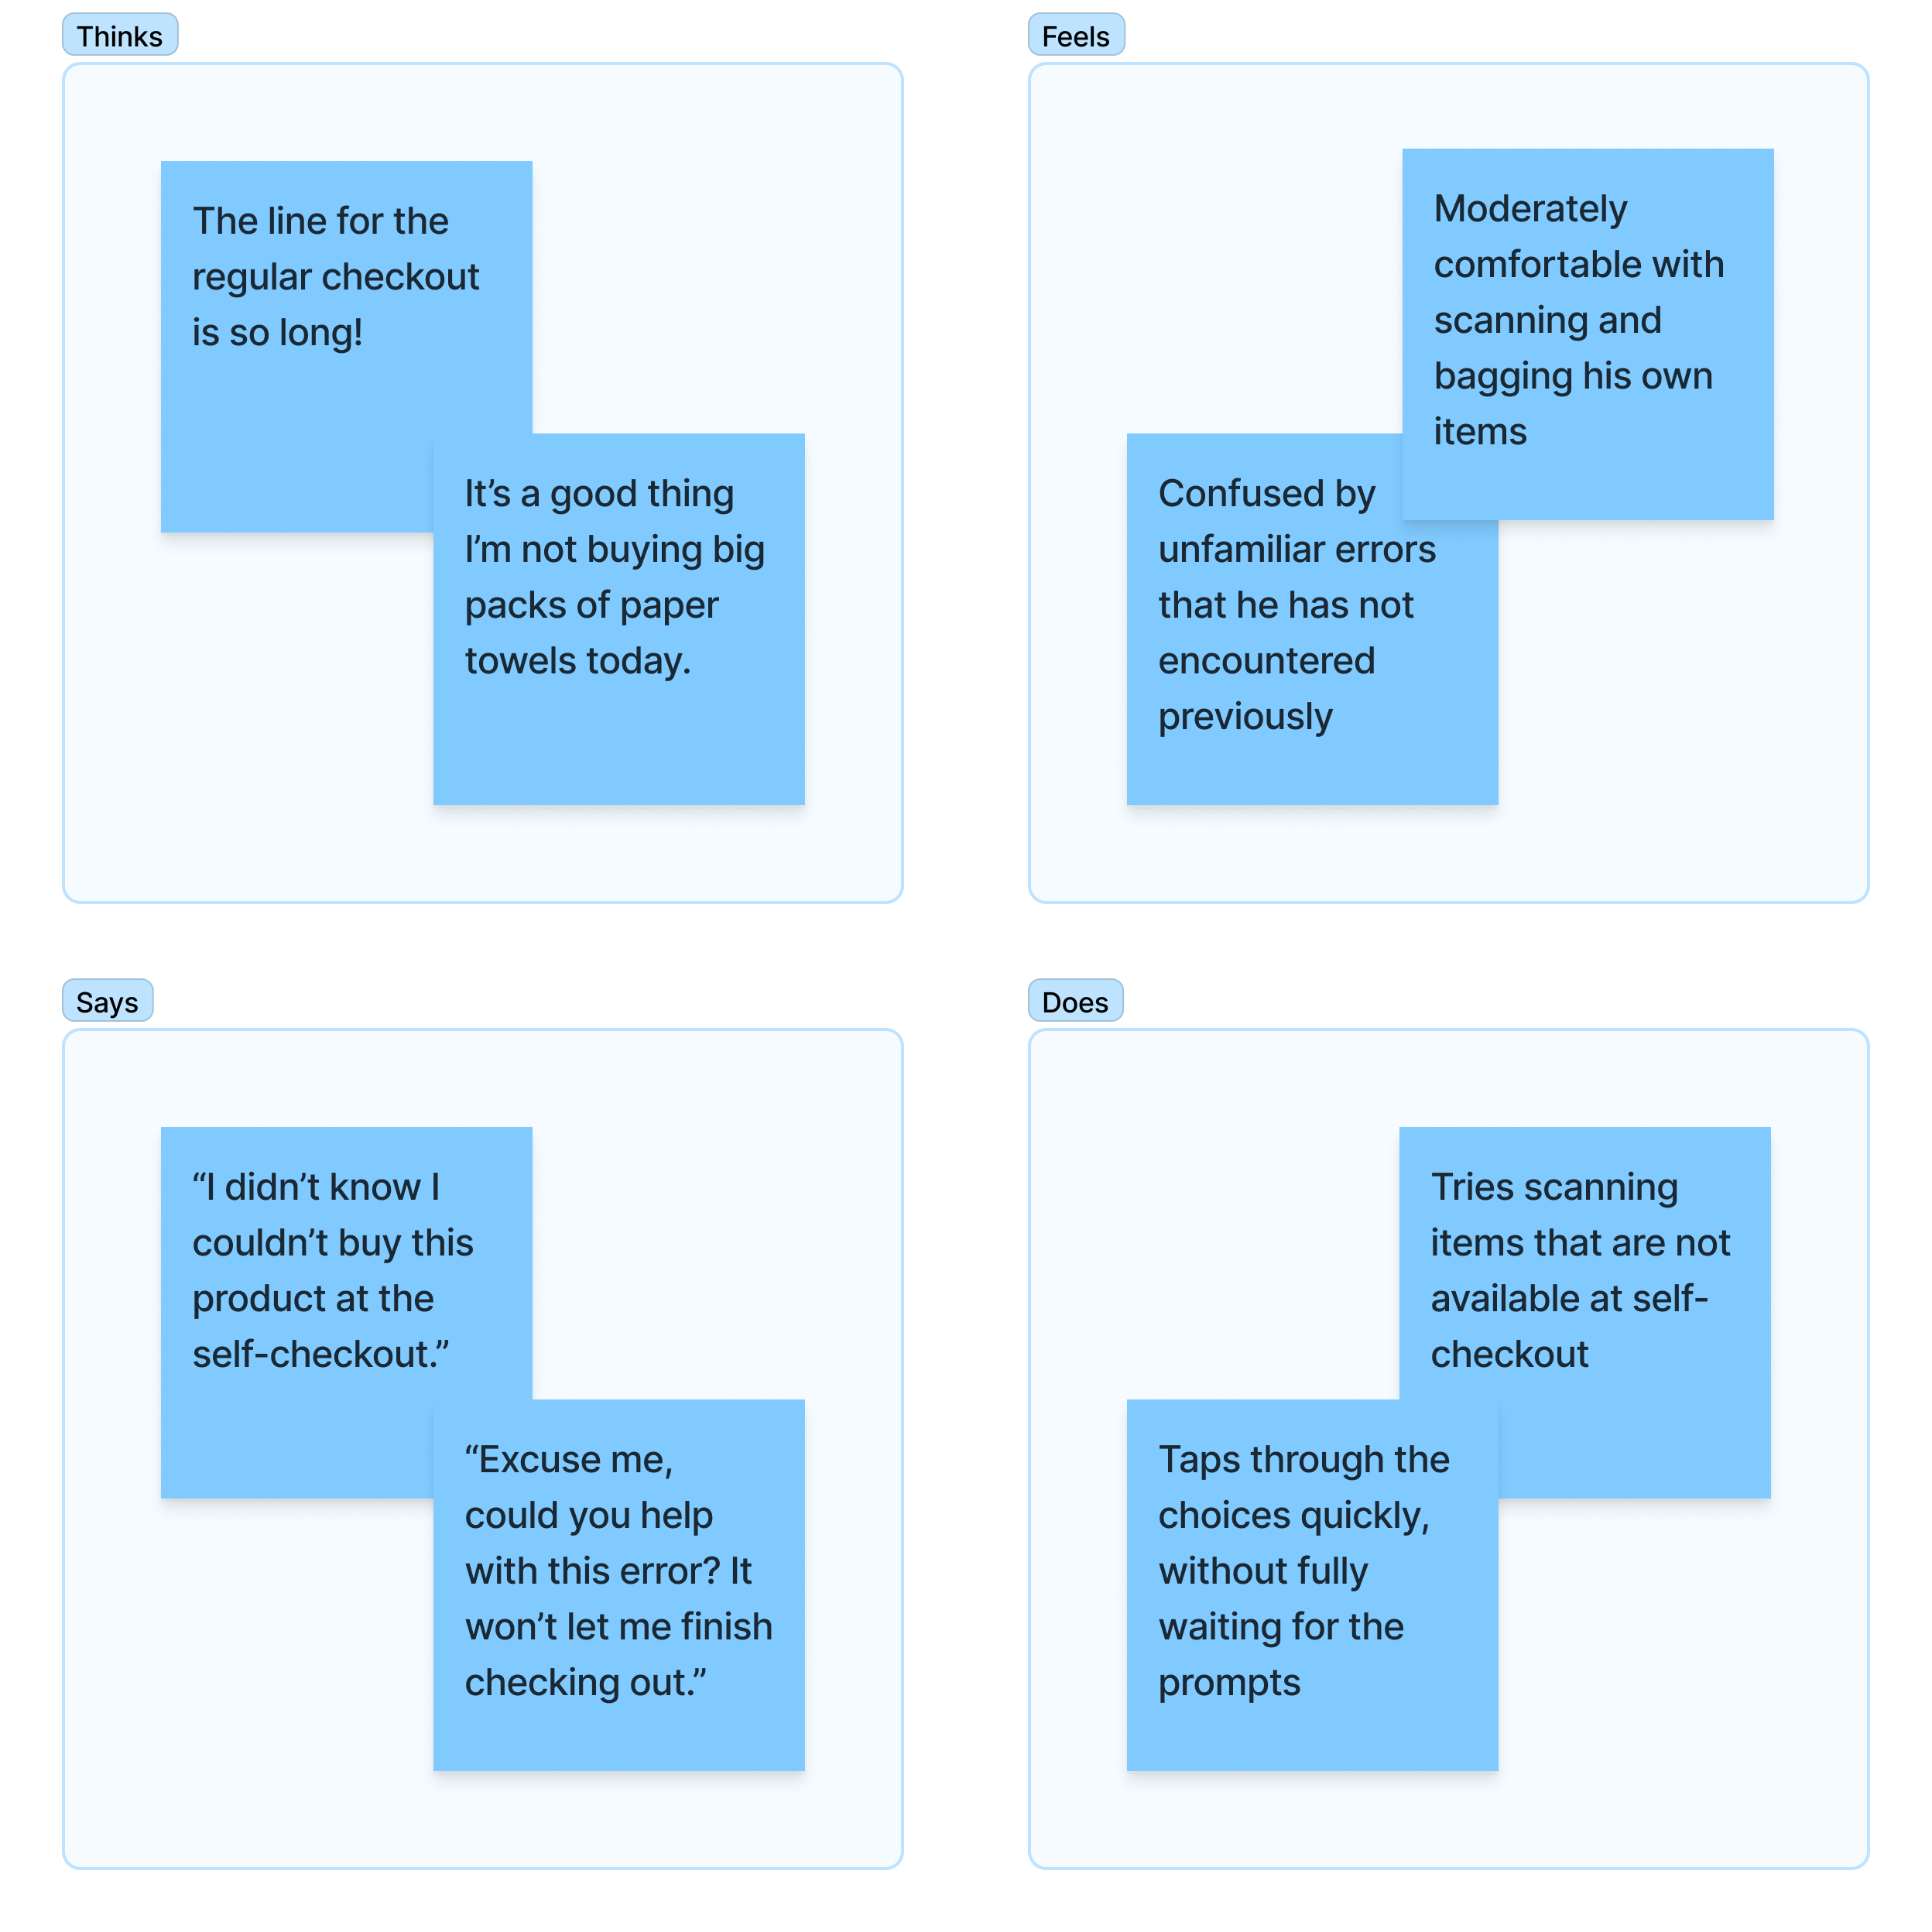 Thinks
The line for the
regular checkout
is so long!
It’s a good thing
I’m not buying big
packs of paper
towels today.
Feels
Moderately
comfortable with
scanning and
bagging his own
items
Confused by
unfamiliar errors
that he has not
encountered
previously
Says
“I didn’t know I
couldn’t buy this
product at the
self-checkout.”
“Excuse me,
could you help
with this error? It
won’t let me finish
checking out.”
Does
Tries scanning
items that are not
available at self-
checkout
Taps through the
choices quickly,
without fully
waiting for the
prompts